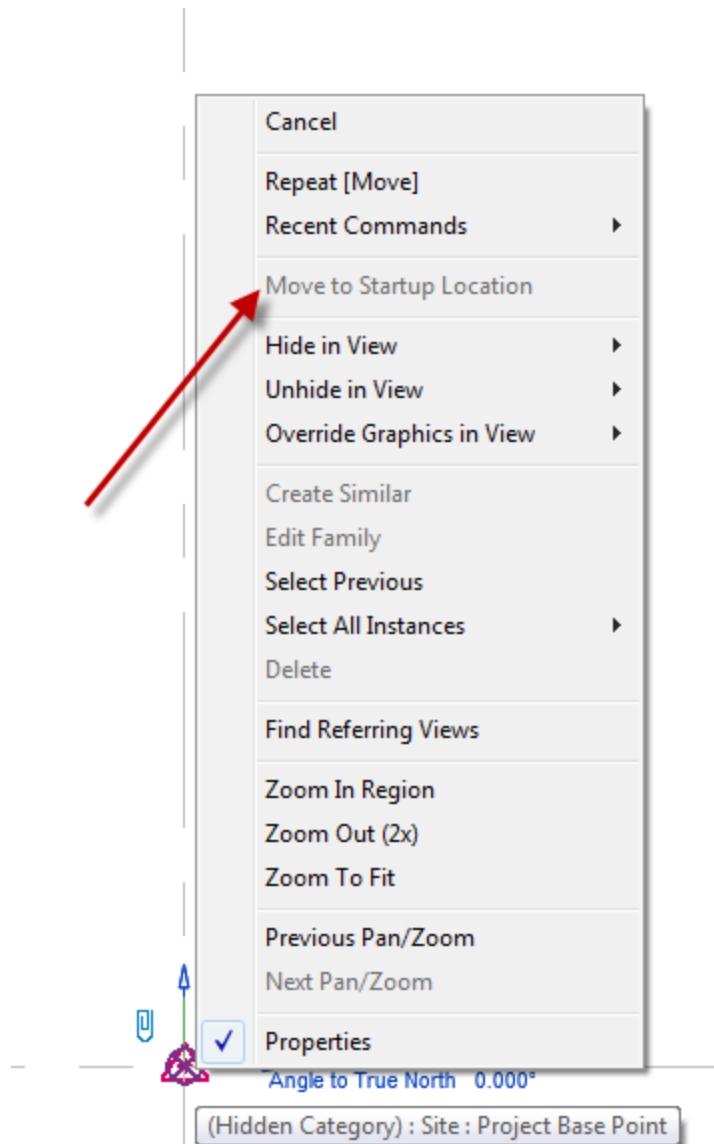 Cancel
Repeat [Move]
Recent Commands
Move to Startup Location
Hide in View
Unhide in View
Override Graphics in View
Create Similar
Edit Family
Select Previous
Select All Instances
Delete
Find Referring Views
Zoom In Region
Zoom Out (2x)
Zoom To Fit
Previous Pan/Zoom
Next Pan/Zoom
Properties
Angle to True North 0.000°
(Hidden Category) : Site : Project Base Point